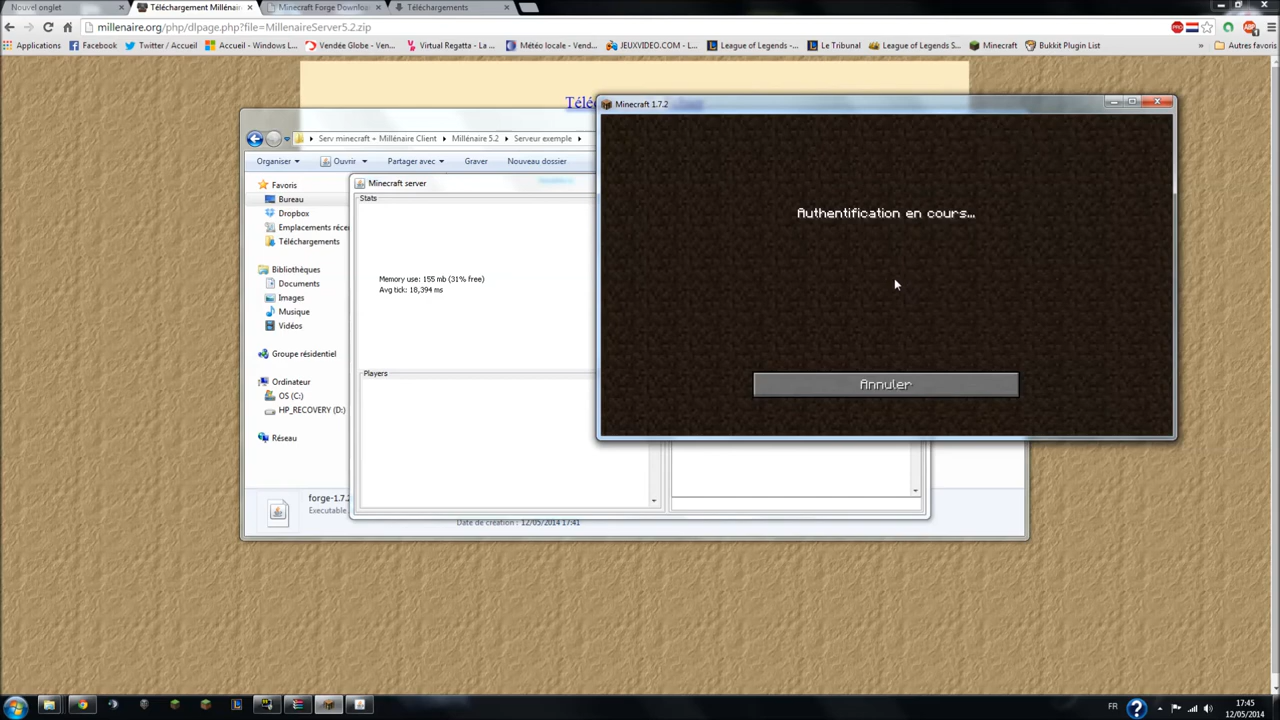 Nouvel onglet
Téléchargement Millénair
Minecraft Forge Downloa
Téléchargements
millenaire.org/php/dlpage.php?file=MillenaireServer5.2.zip
Applications
Facebook
Twitter / Accueil
Accueil - Windows L...
Vendée Globe - Ven...
Virtual Regatta - La ...
Météo locale - Vend...
JEUXVIDEO.COM - L...
League of Legends -...
Le Tribunal
League of Legends S...
Minecraft
Bukkit Plugin List
»
Autres favoris
Minecraft 1.7.2
Serv minecraft + Millénaire Client
Millénaire 5.2
Serveur exemple
Organiser
Ouvrir
Partager avec
Graver
Nouveau dossier
Favoris
Bureau
Dropbox
Emplacements récen
Téléchargements
Bibliothèques
Documents
Images
Musique
Vidéos
Groupe résidentiel
Ordinateur
OS (C:)
HP_RECOVERY (D:)
Réseau
Minecraft server
Stats
Memory use: 155 mb (31% free)
Avg tick: 18,394 ms
Players
Authentification en cours...
Annuler
forge-1.7.2
Executable
Date de création : 12/05/2014 17:41
FR
17:45
12/05/2014